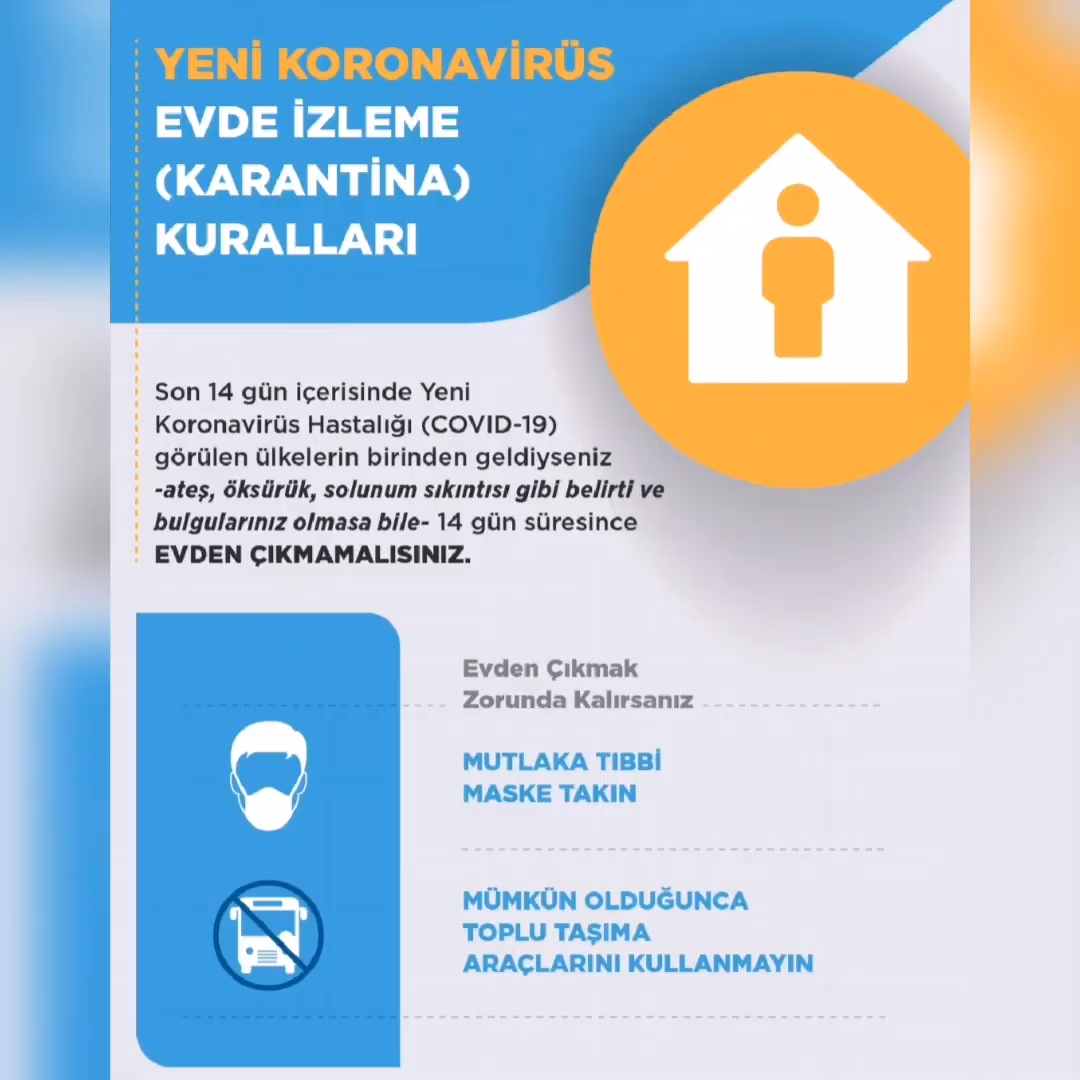 YENİ KORONAVİRÜS
EVDE İZLEME
(KARANTİNA)
KURALLARI
Son 14 gün içerisinde Yeni
Koronavirüs Hastalığı (COVID-19)
görülen ülkelerin birinden geldiyseniz
-ateş, öksürük, solunum sıkıntısı gibi belirti ve
bulgularınız olmasa bile- 14 gün süresince
EVDEN ÇIKMAMALISINIZ.
Evden Çıkmak
Zorunda Kalırsanız
MUTLAKA TIBBİ
MASKE TAKIN
MÜMKÜN OLDUĞUNCA
TOPLU TAŞIMA
ARAÇLARINI KULLANMAYIN